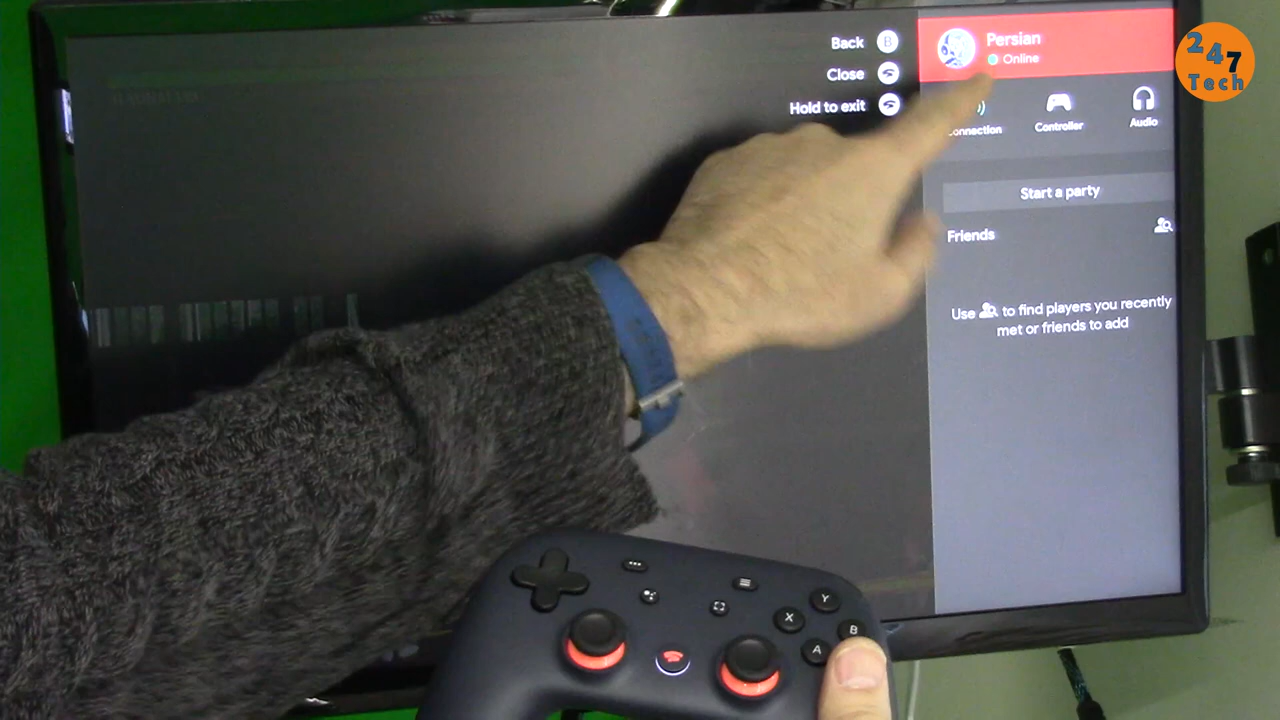 Back B
Close
Hold to exit
Persian
Online
onnection
Controller
Audio
Start a party
Friends
Use to find players you recently
met or friends to add
247
Tech
Y
X
B
A